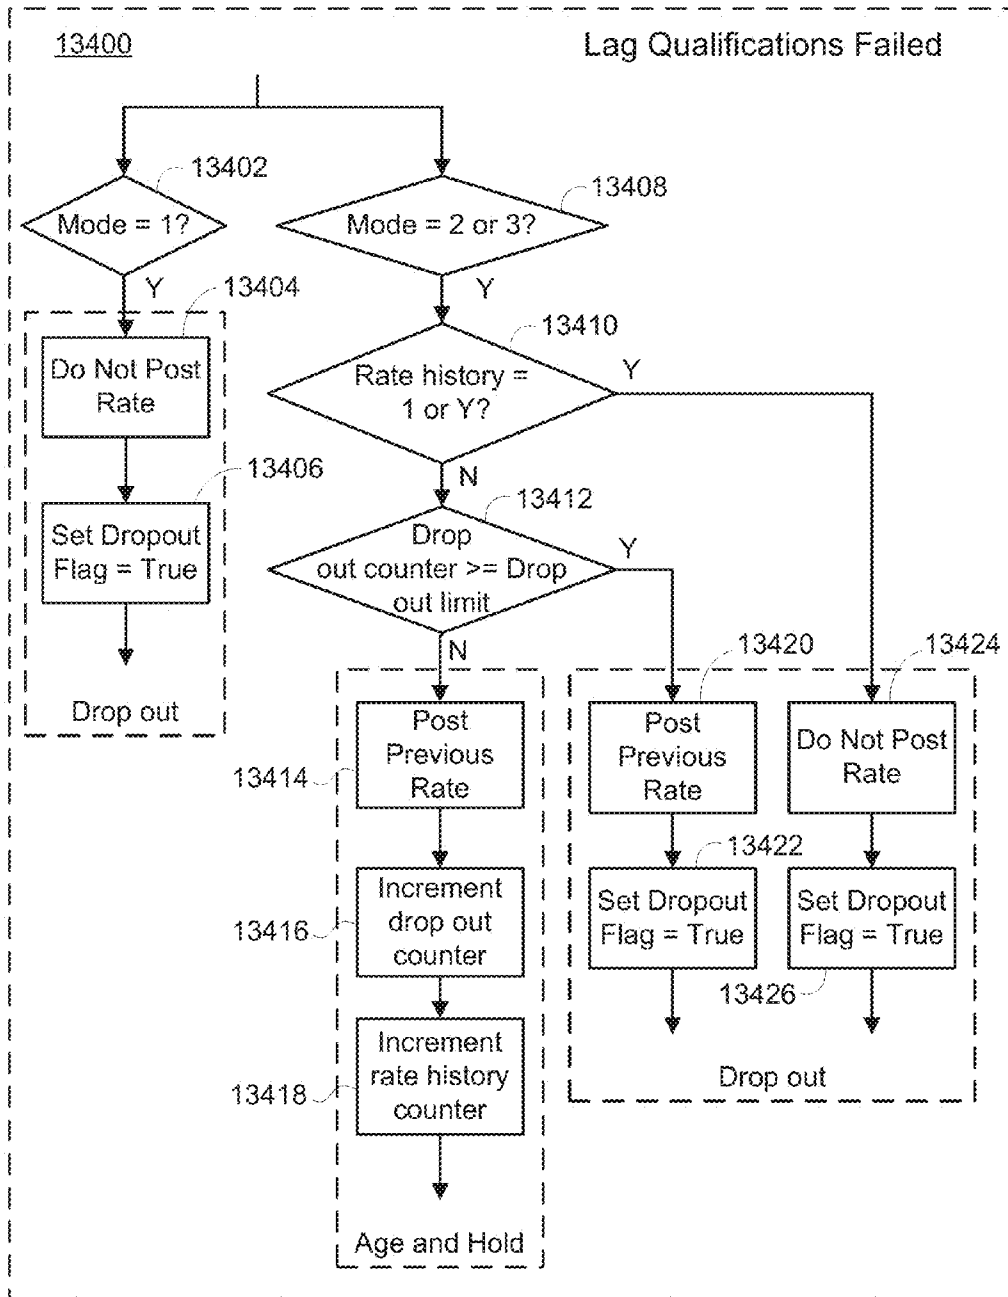 13400
Lag Qualifications Failed
13402
Mode = 1?
Y
13404
Do Not Post
Rate
13406
Set Dropout
Flag = True
Drop out
13408
Mode = 2 or 3?
Y
13410
Rate history =
1 or Y?
Y
N
13412
Drop
out counter >= Drop
out limit
Y
N
13414
Post
Previous
Rate
13416
Increment
drop out
counter
13418
Increment
rate history
counter
Age and Hold
13420
Post
Previous
Rate
13422
Set Dropout
Flag = True
13424
Do Not Post
Rate
Set Dropout
Flag = True
13426
Drop out